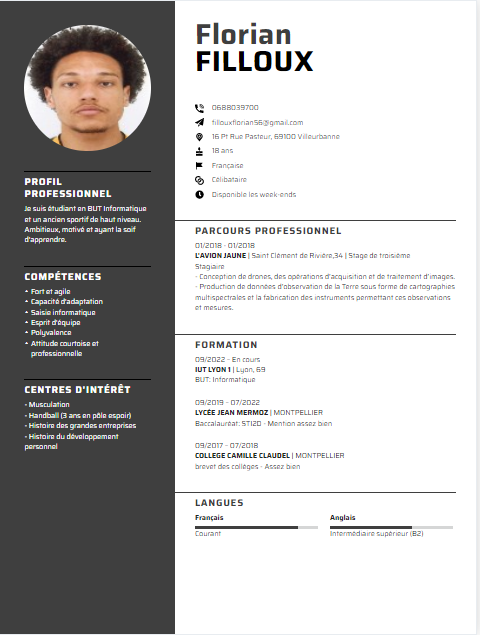 Florian
FILLOUX
0688039700
fillouxflorian56@gmail.com
16 Pt Rue Pasteur, 69100 Villeurbanne
18 ans
Française
Célibataire
Disponible les week-ends
PROFIL
PROFESSIONNEL
Je suis étudiant en BUT Informatique
et un ancien sportif de haut niveau.
Ambitieux, motivé et ayant la soif
d'apprendre.
COMPÉTENCES
• Fort et agile
• Capacité d'adaptation
• Saisie informatique
• Esprit d'équipe
• Polyvalence
• Attitude courtoise et
professionnelle
CENTRES D'INTÉRÊT
- Musculation
- Handball (3 ans en pôle espoir)
- Histoire des grandes entreprises
- Histoire du développement
personnel
PARCOURS PROFESSIONNEL
01/2018 - 01/2018
L'AVION JAUNE | Saint Clément de Rivière,34 | Stage de troisième
Stagiaire
- Conception de drones, des opérations d'acquisition et de traitement d'images.
- Production de données d'observation de la Terre sous forme de cartographies
multispectrales et la fabrication des instruments permettant ces observations
et mesures.
FORMATION
09/2022 - En cours
IUT LYON 1 | Lyon, 69
BUT: Informatique
09/2019 - 07/2022
LYCÉE JEAN MERMOZ | MONTPELLIER
Baccalauréat: STI2D - Mention assez bien
09/2017 - 07/2018
COLLEGE CAMILLE CLAUDEL | MONTPELLIER
brevet des collèges - Assez bien
LANGUES
Français
Courant
Anglais
Intermédiaire supérieur (B2)